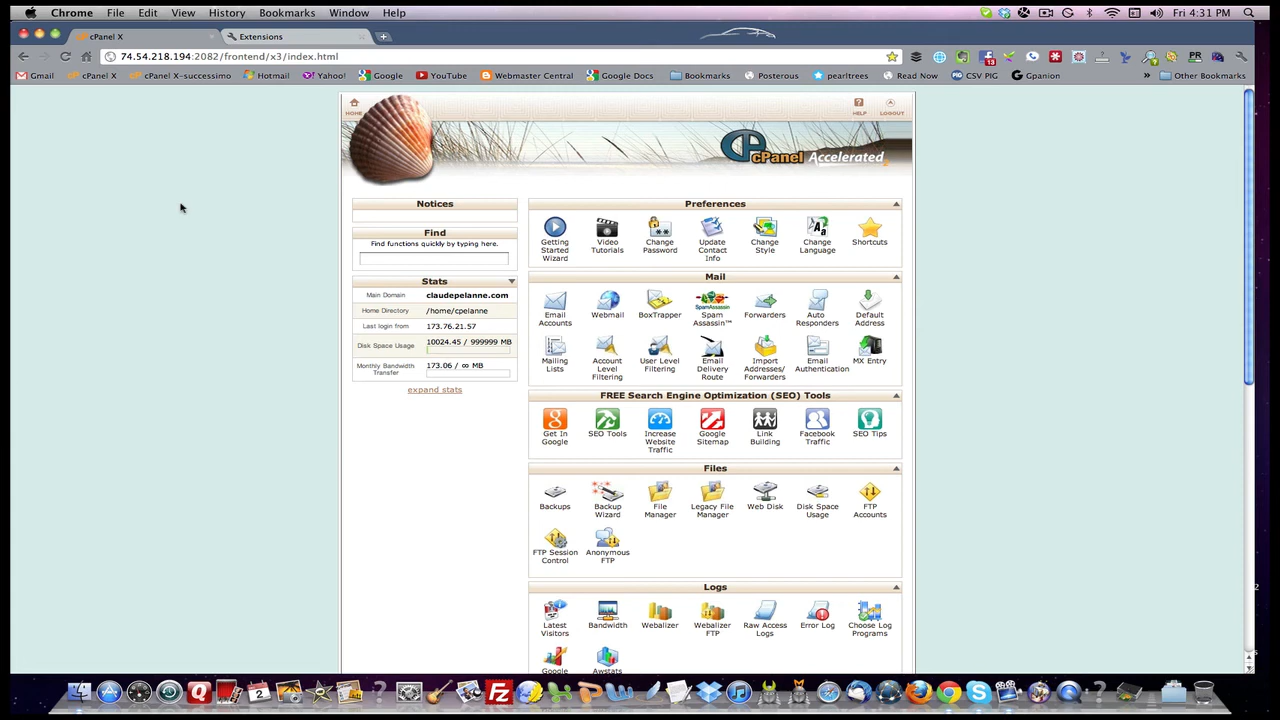 Chrome File Edit View History Bookmarks Window Help Fri 4:31 PM
cPanel X Extensions
74.54.218.194:2082/frontend/x3/index.html
Gmail cPanel X cPanel X-successimo Hotmail Yahoo! Google YouTube Webmaster Central Google Docs Bookmarks Posterous pearltrees Read Now CSV PIG Gpanion » Other Bookmarks
HOME HELP LOGOUT
cPanel Accelerated2
Notices
Find
Find functions quickly by typing here.
Stats
Main Domain claudepelanne.com
Home Directory /home/cpelanne
Last login from 173.76.21.57
Disk Space Usage 10024.45 / 999999 MB
Monthly Bandwidth Transfer 173.06 / ∞ MB
expand stats
Preferences
Getting Started Wizard
Video Tutorials
Change Password
Update Contact Info
Change Style
Change Language
Shortcuts
Mail
Email Accounts
Webmail
BoxTrapper
Spam Assassin™
Forwarders
Auto Responders
Default Address
Mailing Lists
Account Level Filtering
User Level Filtering
Email Delivery Route
Import Addresses/ Forwarders
Email Authentication
MX Entry
FREE Search Engine Optimization (SEO) Tools
Get In Google
SEO Tools
Increase Website Traffic
Google Sitemap
Link Building
Facebook Traffic
SEO Tips
Files
Backups
Backup Wizard
File Manager
Legacy File Manager
Web Disk
Disk Space Usage
FTP Accounts
FTP Session Control
Anonymous FTP
Logs
Latest Visitors
Bandwidth
Webalizer
Webalizer FTP
Raw Access Logs
Error Log
Choose Log Programs
Google
Awstats